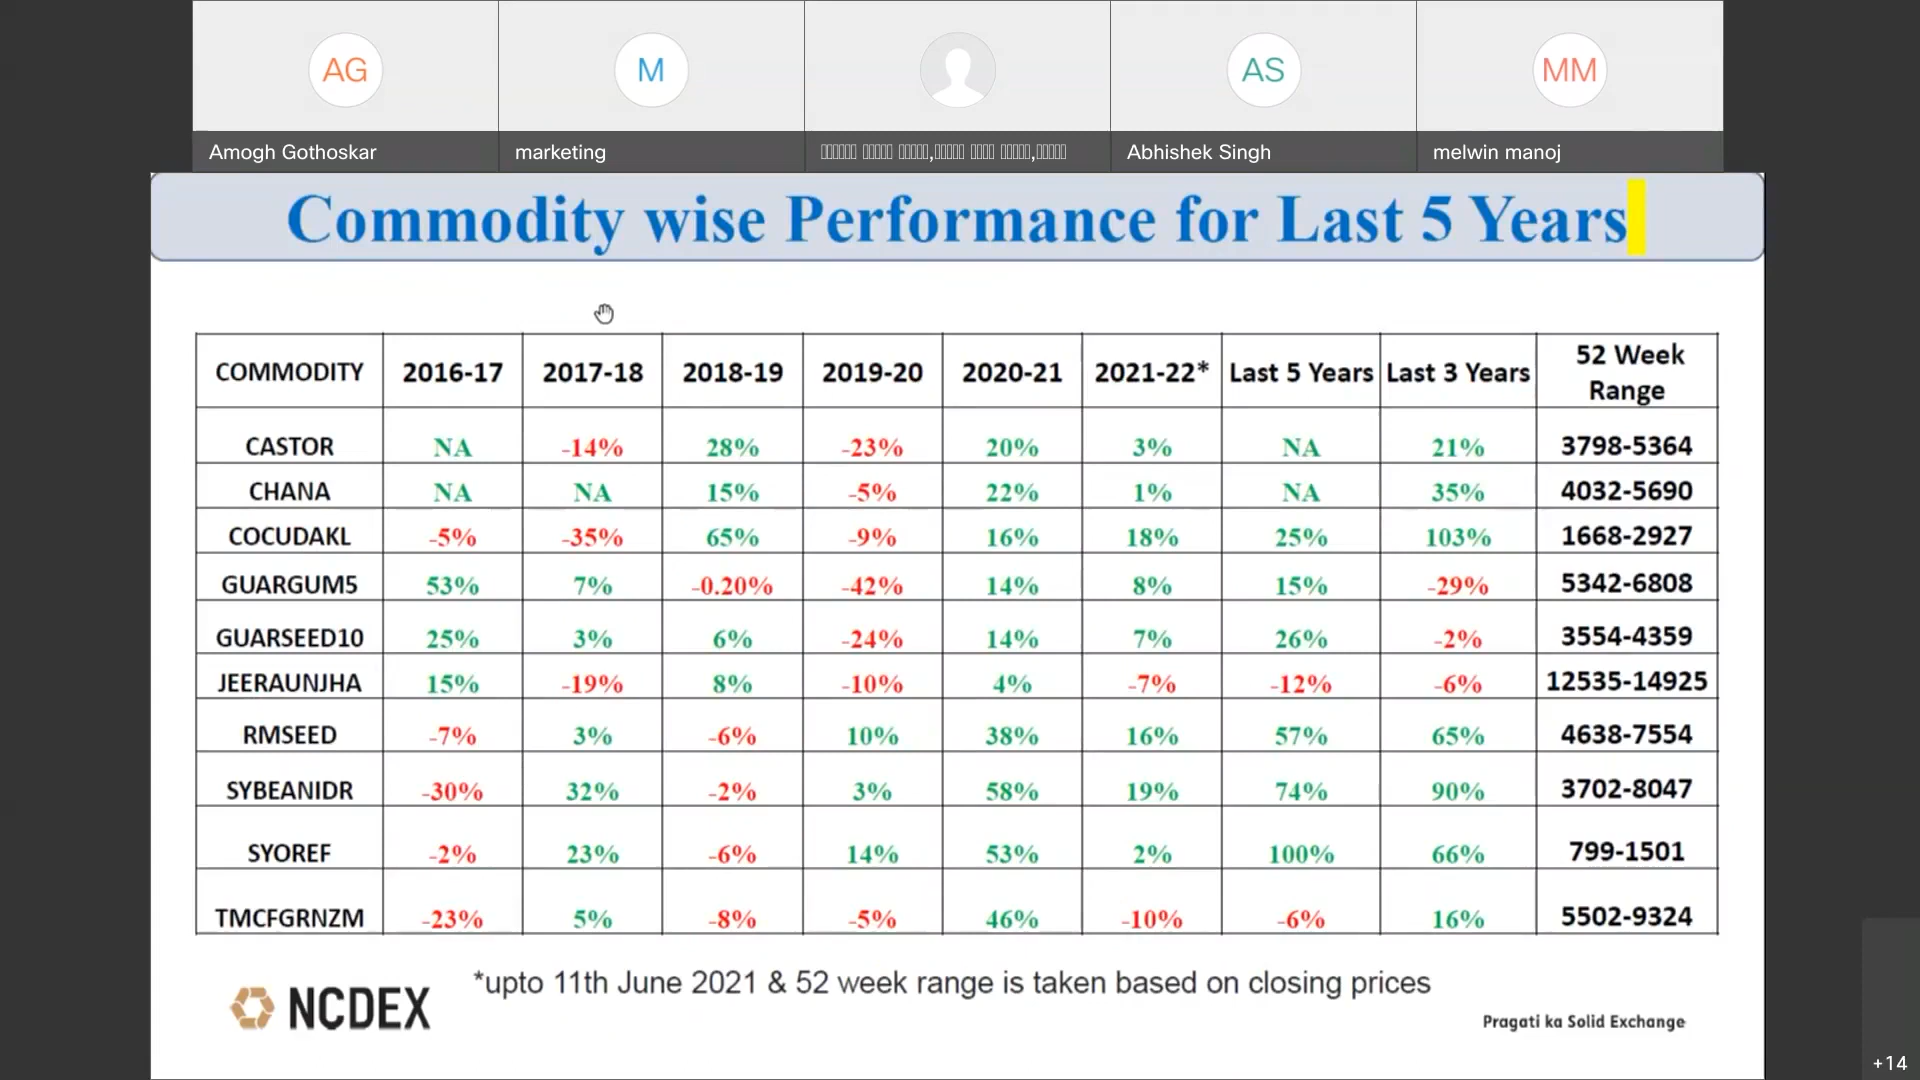 AG
M
AS
MM
Amogh Gothoskar
marketing
Abhishek Singh
melwin manoj
Commodity wise Performance for Last 5 Years
COMMODITY 2016-17 2017-18 2018-19 2019-20 2020-21 2021-22* Last 5 Years Last 3 Years 52 Week Range
CASTOR NA -14% 28% -23% 20% 3% NA 21% 3798-5364
CHANA NA NA 15% -5% 22% 1% NA 35% 4032-5690
COCUDAKL -5% -35% 65% -9% 16% 18% 25% 103% 1668-2927
GUARGUM5 53% 7% -0.20% -42% 14% 8% 15% -29% 5342-6808
GUARSEED10 25% 3% 6% -24% 14% 7% 26% -2% 3554-4359
JEERAUNJHA 15% -19% 8% -10% 4% -7% -12% -6% 12535-14925
RMSEED -7% 3% -6% 10% 38% 16% 57% 65% 4638-7554
SYBEANIDR -30% 32% -2% 3% 58% 19% 74% 90% 3702-8047
SYOREF -2% 23% -6% 14% 53% 2% 100% 66% 799-1501
TMCFGRNZM -23% 5% -8% -5% 46% -10% -6% 16% 5502-9324
*upto 11th June 2021 & 52 week range is taken based on closing prices
NCDEX
Pragati ka Solid Exchange
+14